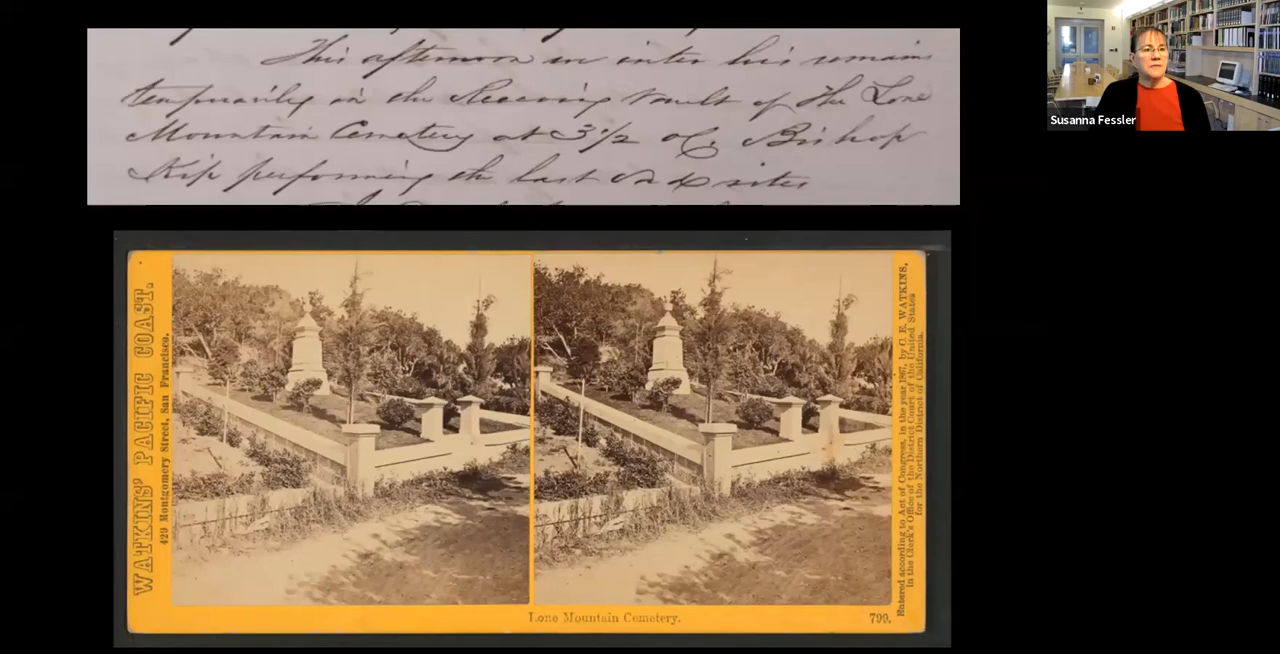 This afternoon we inter his remains
temporarily in the Receiving Vault of the Lone
Mountain Cemetery at 3 1/2 oC. Bishop
Kip performing the last rites
Susanna Fessler
WATKINS' PACIFIC COAST.
429 Montgomery Street, San Francisco.
Entered according to Act of Congress, in the year 1867, by C. E. WATKINS,
in the Clerk's Office of the District Court of the United States
for the Northern District of California.
Lone Mountain Cemetery.
799.